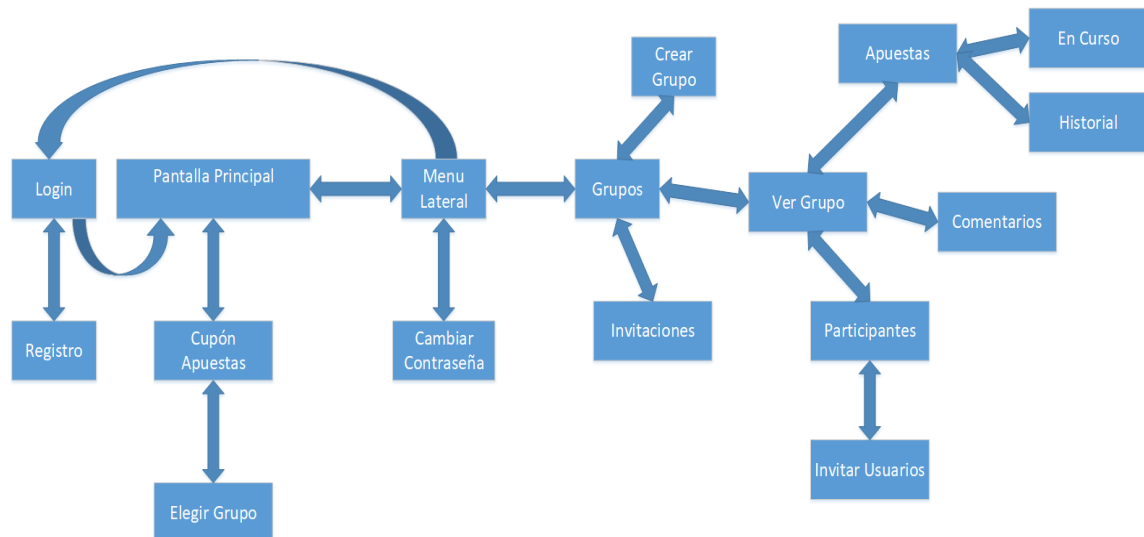 Crear
Grupo
Apuestas
En Curso
Historial
Login
Pantalla Principal
Menu
Lateral
Grupos
Ver Grupo
Comentarios
Registro
Cupón
Apuestas
Cambiar
Contraseña
Invitaciones
Participantes
Elegir Grupo
Invitar Usuarios